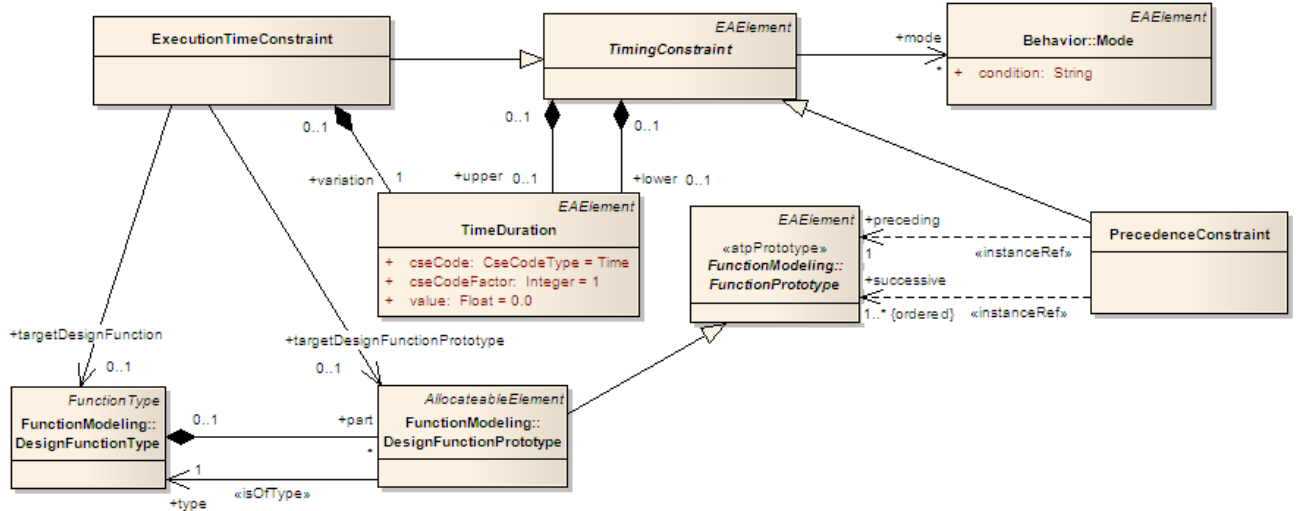 ExecutionTimeConstraint
EAElement
TimingConstraint
+mode
*
EAElement
Behavior::Mode
+ condition: String
0..1
0..1
0..1
+variation
1
+upper
0..1
+lower 0..1
EAElement
TimeDuration
+ cseCode: CseCodeType = Time
+ cseCodeFactor: Integer = 1
+ value: Float = 0.0
EAElement
«atpPrototype»
FunctionModeling::
FunctionPrototype
+preceding
1
«instanceRef»
+successive
1..* {ordered}
«instanceRef»
PrecedenceConstraint
+targetDesignFunction
0..1
+targetDesignFunctionPrototype
0..1
FunctionType
FunctionModeling::
DesignFunctionType
0..1
+part
*
1
«isOfType»
+type
AllocateableElement
FunctionModeling::
DesignFunctionPrototype